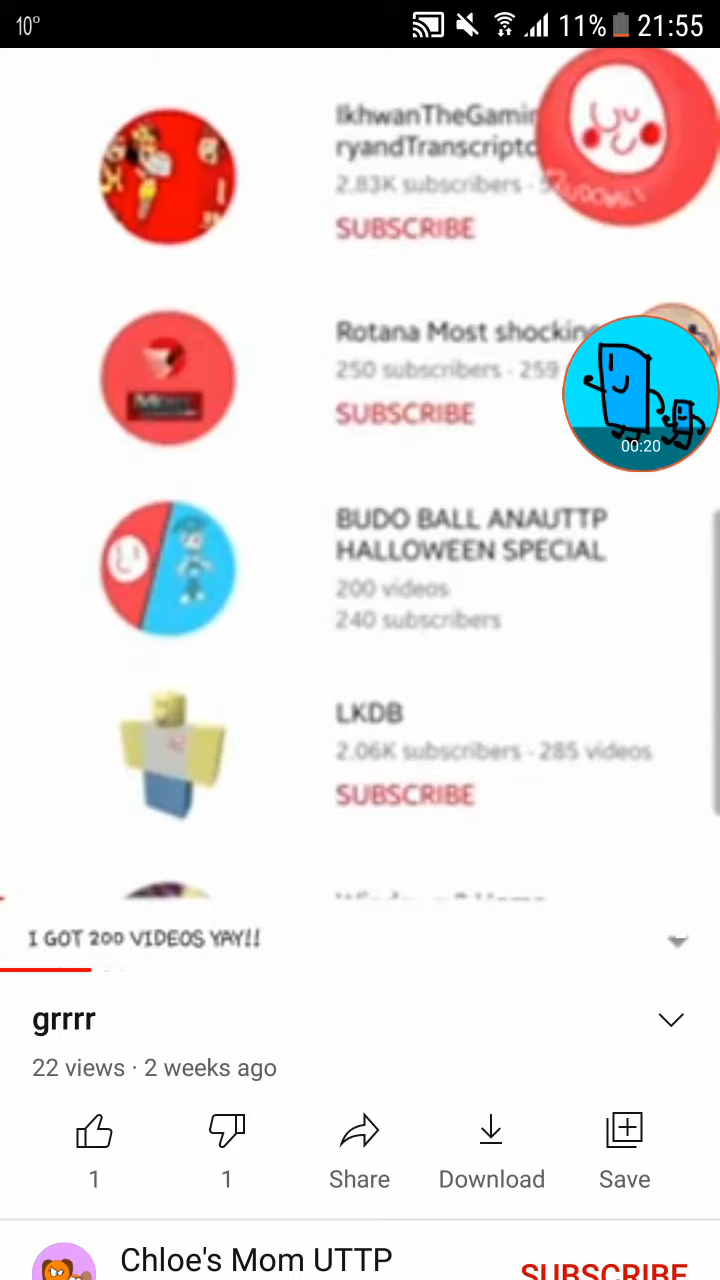 10°
11%
21:55
IkhwanTheGamin
ryandTranscripto
2.83K subscribers
SUBSCRIBE
Rotana Most shocking
250 subscribers · 259
SUBSCRIBE
00:20
BUDO BALL ANAUTTP
HALLOWEEN SPECIAL
200 videos
240 subscribers
LKDB
2.06K subscribers · 285 videos
SUBSCRIBE
I GOT 200 VIDEOS YAY!!
grrrr
22 views · 2 weeks ago
1
1
Share
Download
Save
Chloe's Mom UTTP
SUBSCRIBE